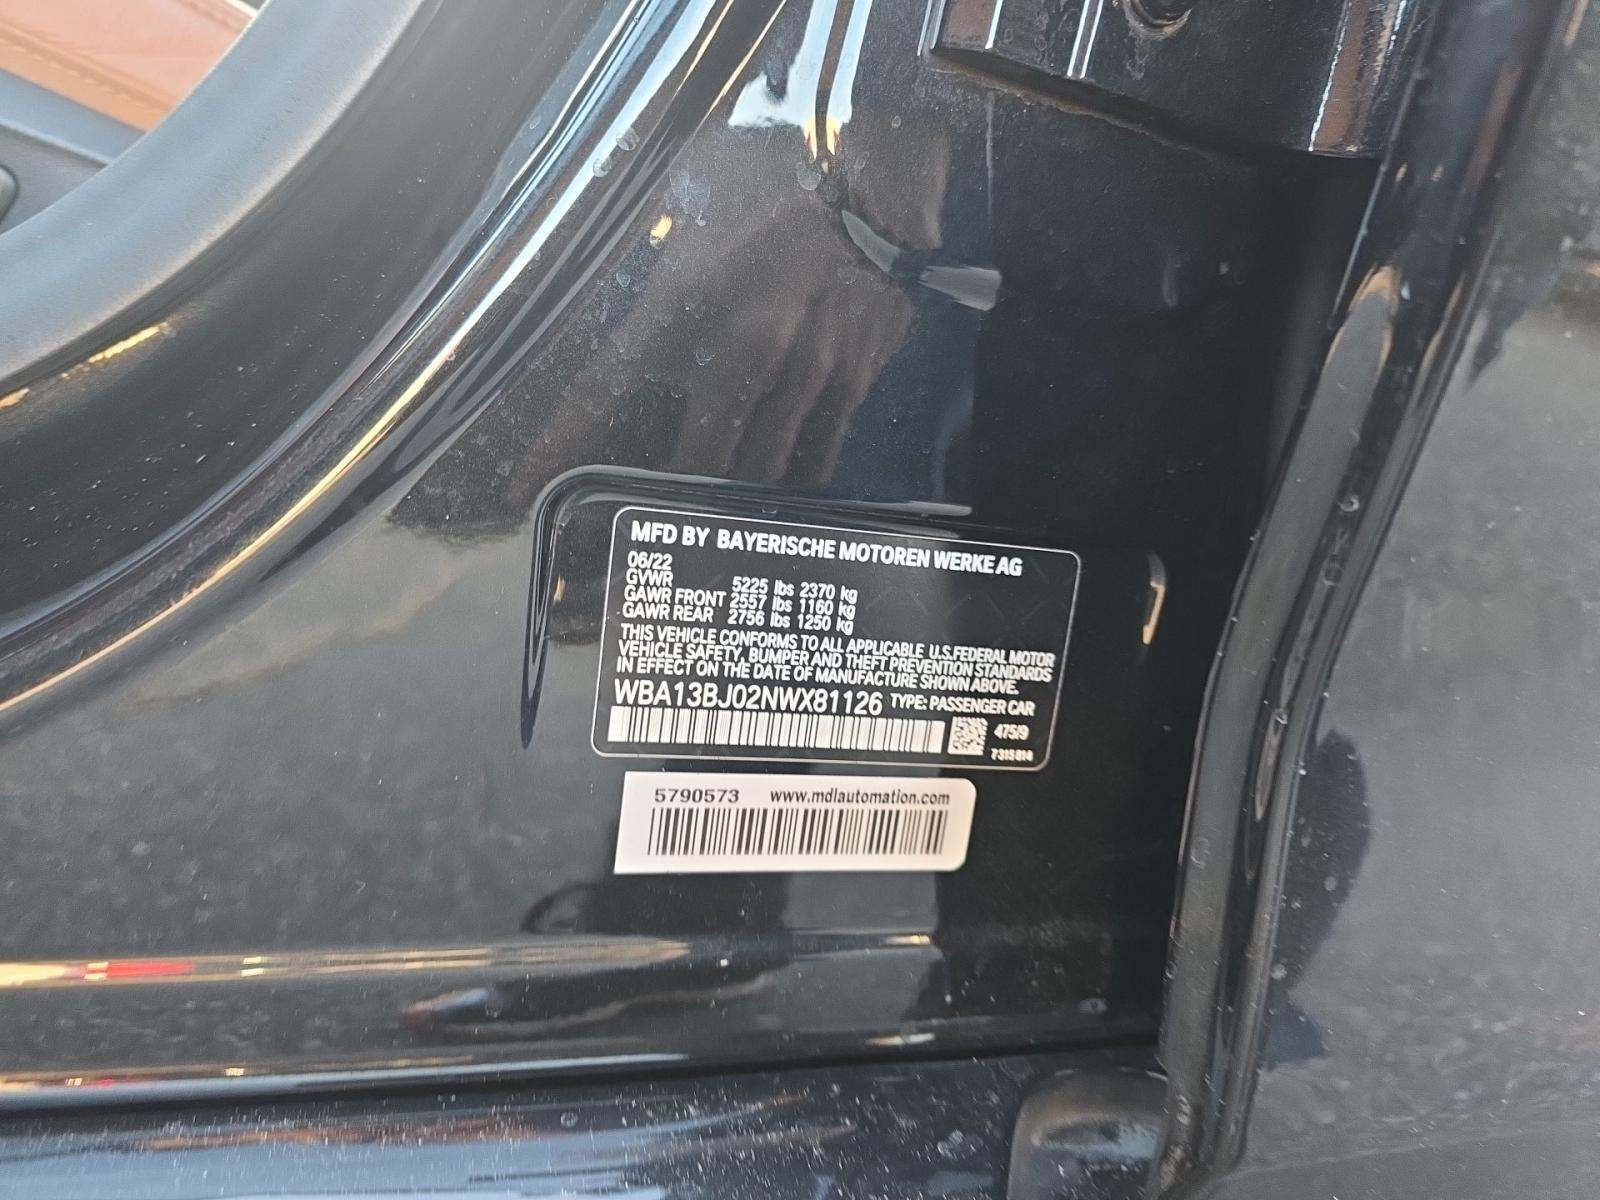 MFD BY BAYERISCHE MOTOREN WERKE AG
06/22
GVWR 5225 lbs 2370 kg
GAWR FRONT 2557 lbs 1160 kg
GAWR REAR 2756 lbs 1250 kg
THIS VEHICLE CONFORMS TO ALL APPLICABLE U.S.FEDERAL MOTOR
VEHICLE SAFETY, BUMPER AND THEFT PREVENTION STANDARDS
IN EFFECT ON THE DATE OF MANUFACTURE SHOWN ABOVE.
WBA13BJ02NWX81126 TYPE: PASSENGER CAR
475/9
7315814
5790573 www.mdlautomation.com